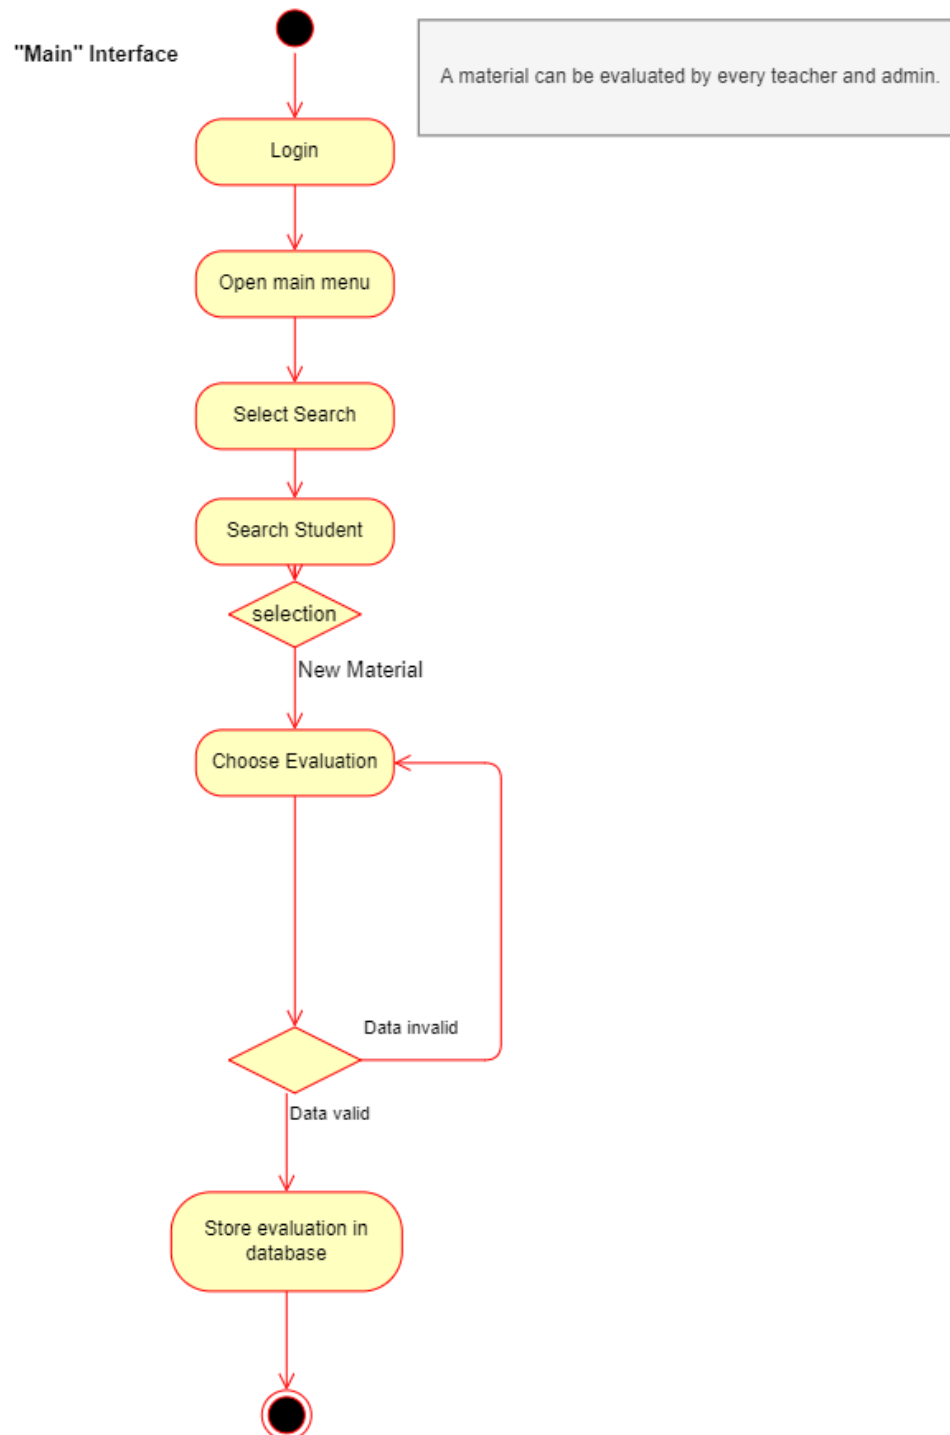 "Main" Interface
A material can be evaluated by every teacher and admin.
Login
Open main menu
Select Search
Search Student
selection
New Material
Choose Evaluation
Data invalid
Data valid
Store evaluation in
database